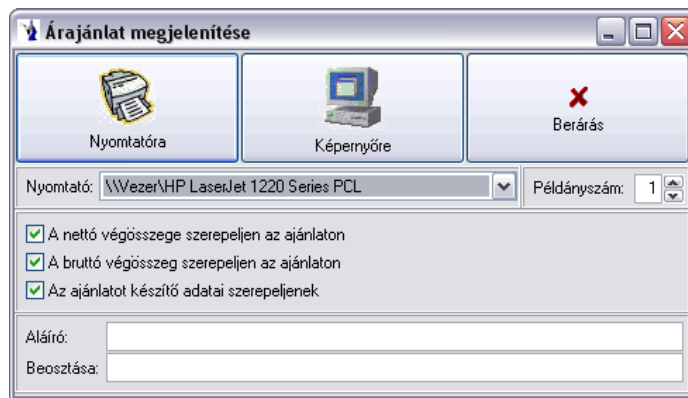 Árajánlat megjelenítése
Nyomtatóra
Képernyőre
Berárás
Nyomtató: \\Vezer\HP LaserJet 1220 Series PCL
Példányszám: 1
A nettó végösszege szerepeljen az ajánlaton
A bruttó végösszeg szerepeljen az ajánlaton
Az ajánlatot készítő adatai szerepeljenek
Aláíró:
Beosztása: